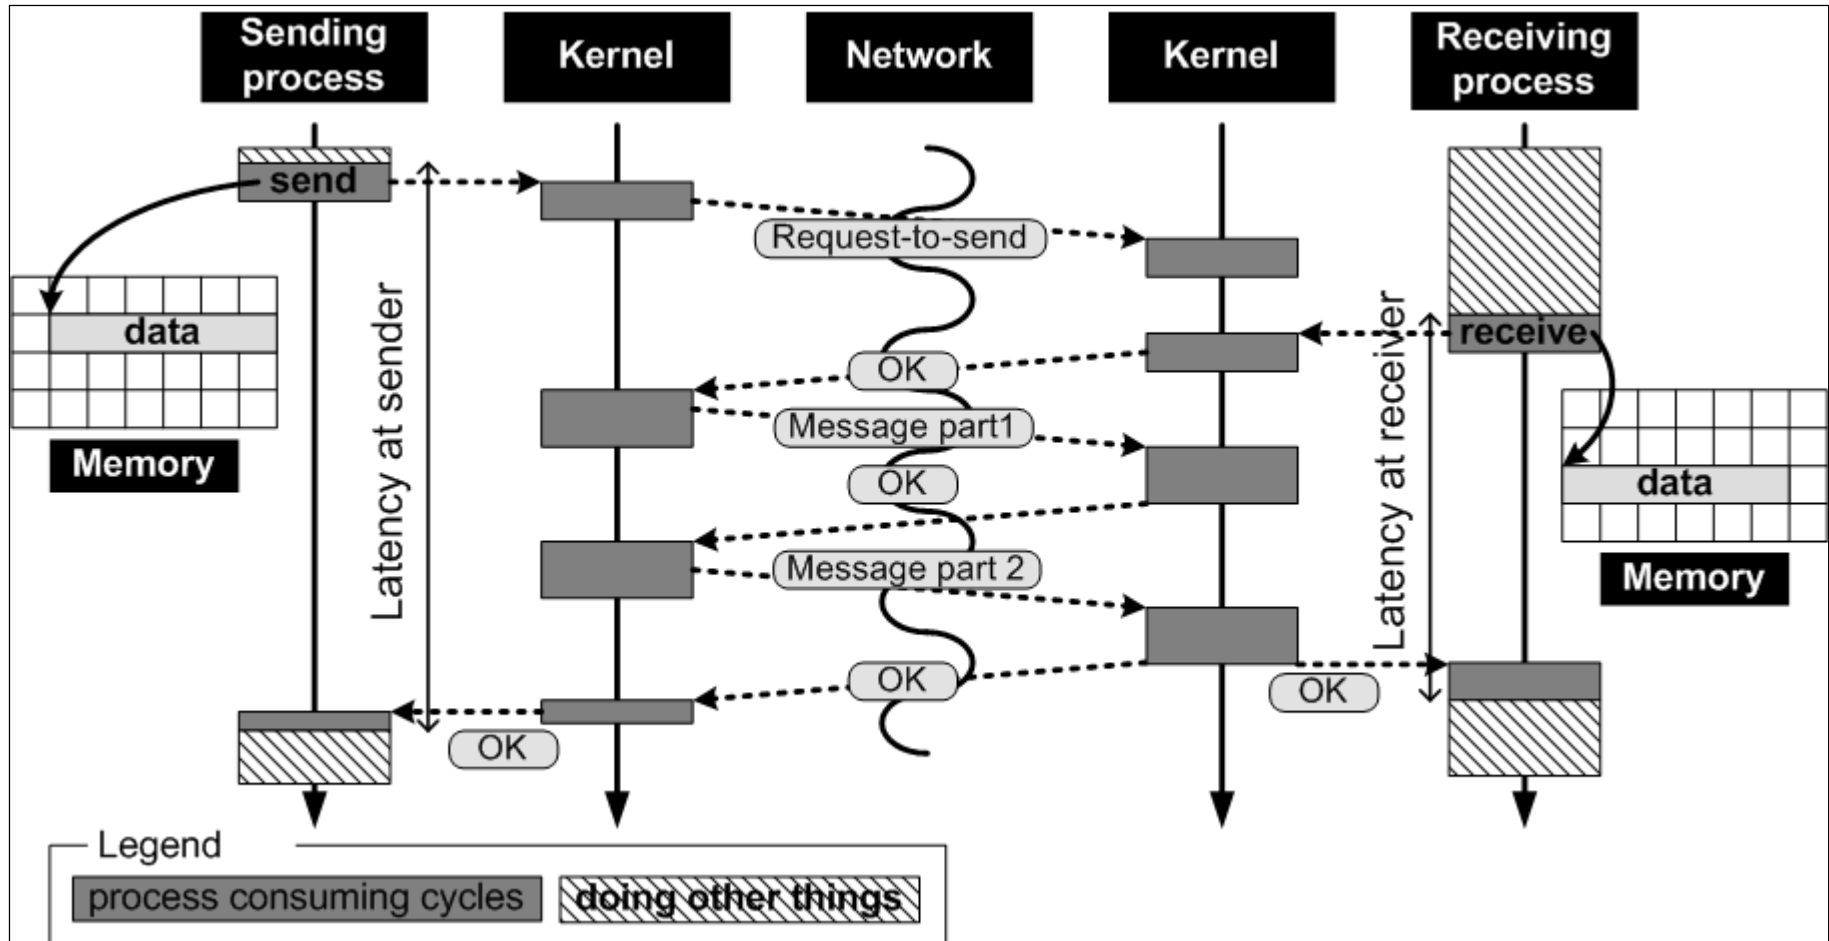 Sending
process
Kernel
Network
Kernel
Receiving
process
send
Request-to-send
data
Memory
Latency at sender
receive
OK
Message part1
OK
Message part 2
OK
OK
OK
Latency at receiver
data
Memory
Legend
process consuming cycles
doing other things